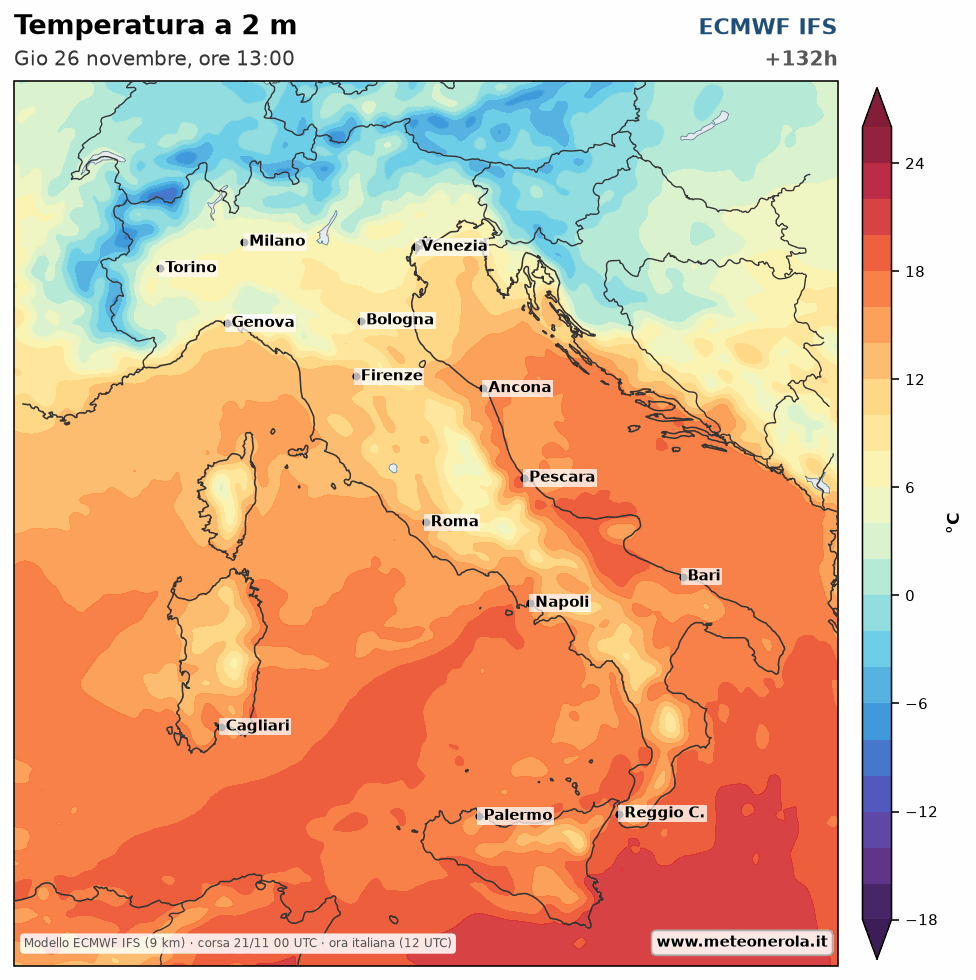 Temperatura a 2 m
ECMWF IFS
Gio 26 novembre, ore 13:00
+132h
Milano
Venezia
Torino
Genova
Bologna
Firenze
Ancona
Pescara
Roma
Bari
Napoli
Cagliari
Palermo
Reggio C.
24
18
12
6
0
−6
−12
−18
°C
Modello ECMWF IFS (9 km) · corsa 21/11 00 UTC · ora italiana (12 UTC)
www.meteonerola.it